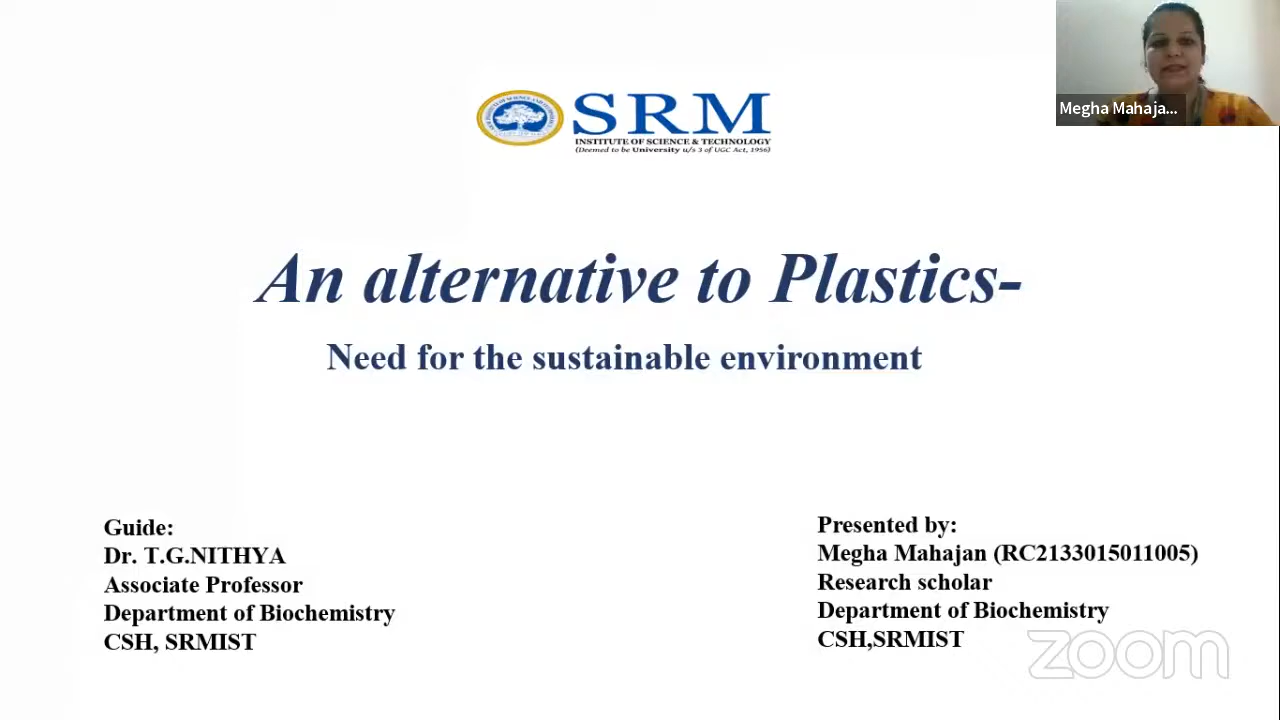 Megha Mahaja...
SRM
INSTITUTE OF SCIENCE & TECHNOLOGY
(Deemed to be University u/s 3 of UGC Act, 1956)
An alternative to Plastics-
Need for the sustainable environment
Guide:
Dr. T.G.NITHYA
Associate Professor
Department of Biochemistry
CSH, SRMIST
Presented by:
Megha Mahajan (RC2133015011005)
Research scholar
Department of Biochemistry
CSH,SRMIST
zoom